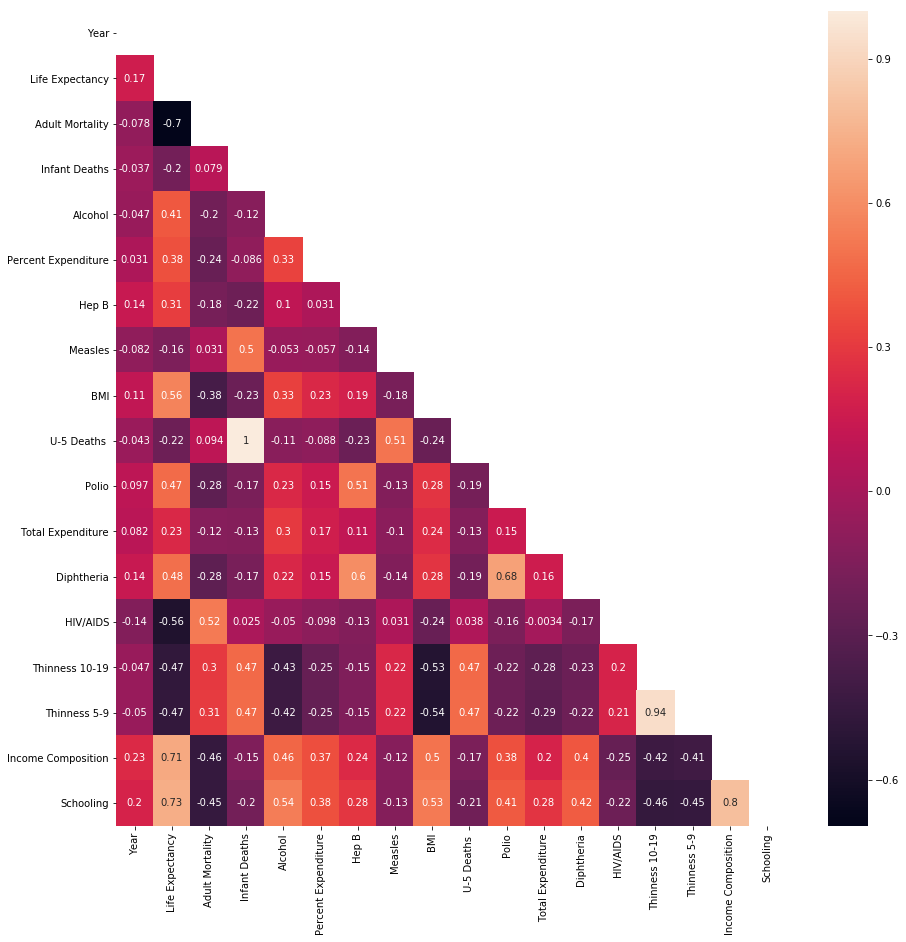 Year
Life Expectancy 0.17
Adult Mortality -0.078 -0.7
Infant Deaths -0.037 -0.2 0.079
Alcohol -0.047 0.41 -0.2 -0.12
Percent Expenditure 0.031 0.38 -0.24 -0.086 0.33
Hep B 0.14 0.31 -0.18 -0.22 0.1 0.031
Measles -0.082 -0.16 0.031 0.5 -0.053 -0.057 -0.14
BMI 0.11 0.56 -0.38 -0.23 0.33 0.23 0.19 -0.18
U-5 Deaths -0.043 -0.22 0.094 1 -0.11 -0.088 -0.23 0.51 -0.24
Polio 0.097 0.47 -0.28 -0.17 0.23 0.15 0.51 -0.13 0.28 -0.19
Total Expenditure 0.082 0.23 -0.12 -0.13 0.3 0.17 0.11 -0.1 0.24 -0.13 0.15
Diphtheria 0.14 0.48 -0.28 -0.17 0.22 0.15 0.6 -0.14 0.28 -0.19 0.68 0.16
HIV/AIDS -0.14 -0.56 0.52 0.025 -0.05 -0.098 -0.13 0.031 -0.24 0.038 -0.16 -0.0034 -0.17
Thinness 10-19 -0.047 -0.47 0.3 0.47 -0.43 -0.25 -0.15 0.22 -0.53 0.47 -0.22 -0.28 -0.23 0.2
Thinness 5-9 -0.05 -0.47 0.31 0.47 -0.42 -0.25 -0.15 0.22 -0.54 0.47 -0.22 -0.29 -0.22 0.21 0.94
Income Composition 0.23 0.71 -0.46 -0.15 0.46 0.37 0.24 -0.12 0.5 -0.17 0.38 0.2 0.4 -0.25 -0.42 -0.41
Schooling 0.2 0.73 -0.45 -0.2 0.54 0.38 0.28 -0.13 0.53 -0.21 0.41 0.28 0.42 -0.22 -0.46 -0.45 0.8
Year
Life Expectancy
Adult Mortality
Infant Deaths
Alcohol
Percent Expenditure
Hep B
Measles
BMI
U-5 Deaths
Polio
Total Expenditure
Diphtheria
HIV/AIDS
Thinness 10-19
Thinness 5-9
Income Composition
Schooling
0.9
0.6
0.3
0.0
−0.3
−0.6